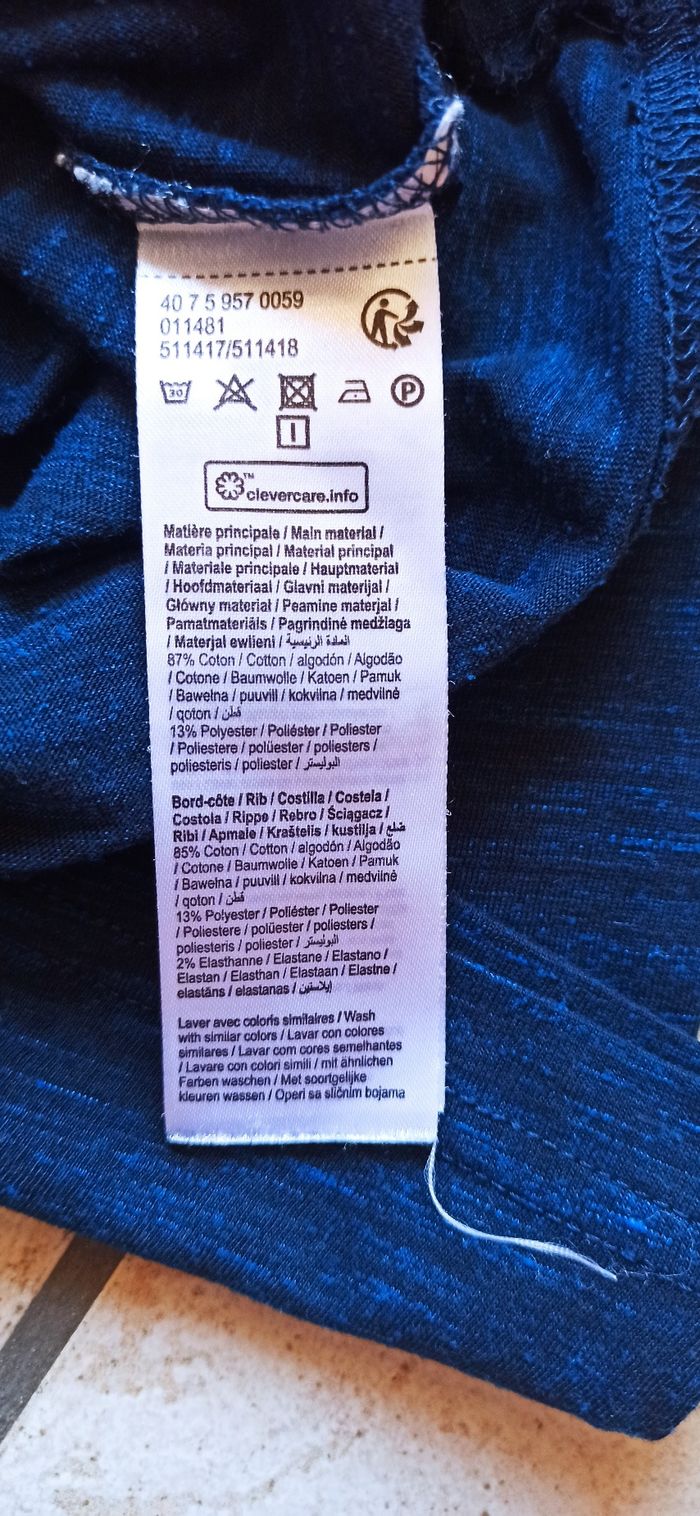 40 7 5 957 0059
011481
511417/511418
30
P
clevercare.info™
Matière principale / Main material /
Materia principal / Material principal
/ Materiale principale / Hauptmaterial
/ Hoofdmateriaal / Glavni materijal /
Główny materiał / Peamine materjal /
Pamatmateriāls / Pagrindinė medžiaga
/ Materjal ewlieni / المادة الرئيسية
87% Coton / Cotton / algodón / Algodão
/ Cotone / Baumwolle / Katoen / Pamuk
/ Bawełna / puuvill / kokvilna / medvilnė
/ qoton / قطن
13% Polyester / Poliéster / Poliester
/ Poliestere / polüester / poliesters /
poliesteris / poliester / البوليستر
Bord-côte / Rib / Costilla / Costela /
Costola / Rippe / Rebro / Ściągacz /
Ribi / Apmale / Kraštelis / kustilja / ضلع
85% Coton / Cotton / algodón / Algodão
/ Cotone / Baumwolle / Katoen / Pamuk
/ Bawełna / puuvill / kokvilna / medvilnė
/ qoton / قطن
13% Polyester / Poliéster / Poliester
/ Poliestere / polüester / poliesters /
poliesteris / poliester / البوليستر
2% Elasthanne / Elastane / Elastano /
Elastan / Elasthan / Elastaan / Elastne /
elastāns / elastanas / إيلاستين
Laver avec coloris similaires / Wash
with similar colors / Lavar con colores
similares / Lavar com cores semelhantes
/ Lavare con colori simili / mit ähnlichen
Farben waschen / Met soortgelijke
kleuren wassen / Operi sa sličnim bojama